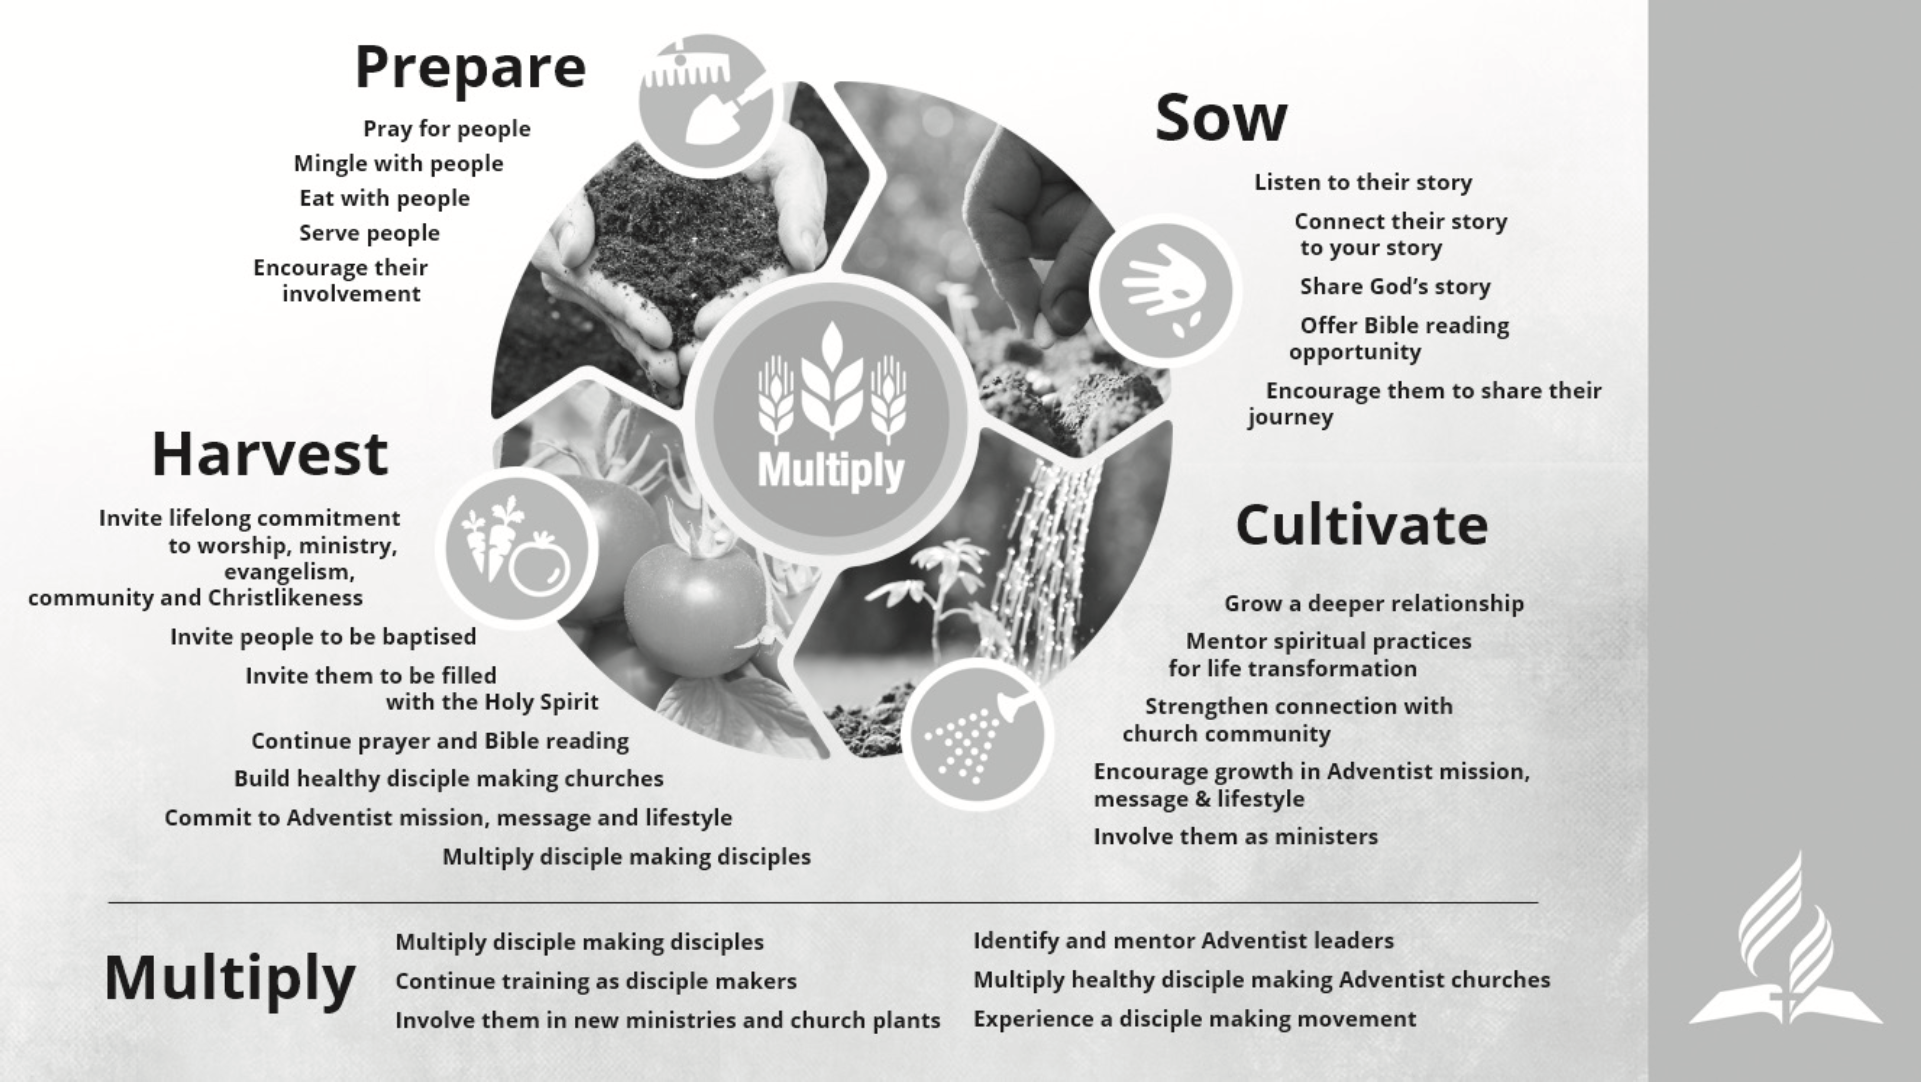 Prepare
Pray for people
Mingle with people
Eat with people
Serve people
Encourage their
involvement
Sow
Listen to their story
Connect their story
to your story
Share God's story
Offer Bible reading
opportunity
Encourage them to share their
journey
Multiply
Cultivate
Grow a deeper relationship
Mentor spiritual practices
for life transformation
Strengthen connection with
church community
Encourage growth in Adventist mission,
message & lifestyle
Involve them as ministers
Harvest
Invite lifelong commitment
to worship, ministry,
evangelism,
community and Christlikeness
Invite people to be baptised
Invite them to be filled
with the Holy Spirit
Continue prayer and Bible reading
Build healthy disciple making churches
Commit to Adventist mission, message and lifestyle
Multiply disciple making disciples
Multiply
Multiply disciple making disciples
Continue training as disciple makers
Involve them in new ministries and church plants
Identify and mentor Adventist leaders
Multiply healthy disciple making Adventist churches
Experience a disciple making movement